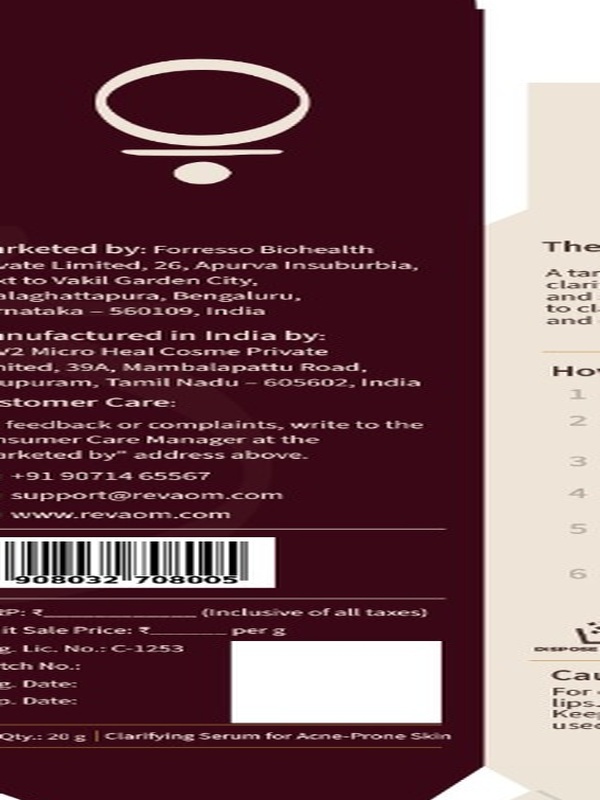 arketed by: Forresso Biohealth
vate Limited, 26, Apurva Insuburbia,
xt to Vakil Garden City,
alaghattapura, Bengaluru,
rnataka – 560109, India
anufactured in India by:
V2 Micro Heal Cosme Private
nited, 39A, Mambalapattu Road,
upuram, Tamil Nadu – 605602, India
stomer Care:
feedback or complaints, write to the
nsumer Care Manager at the
arketed by" address above.
+91 90714 65567
support@revaom.com
www.revaom.com
908032 708005
RP: ₹ (Inclusive of all taxes)
it Sale Price: ₹ per g
g. Lic. No.: C-1253
tch No.:
g. Date:
p. Date:
Qty.: 20 g | Clarifying Serum for Acne-Prone Skin
The
A tar
clari
and
to cl
and
How
1
2
3
4
5
6
DISPOSE
Cau
For
lips.
Keep
used